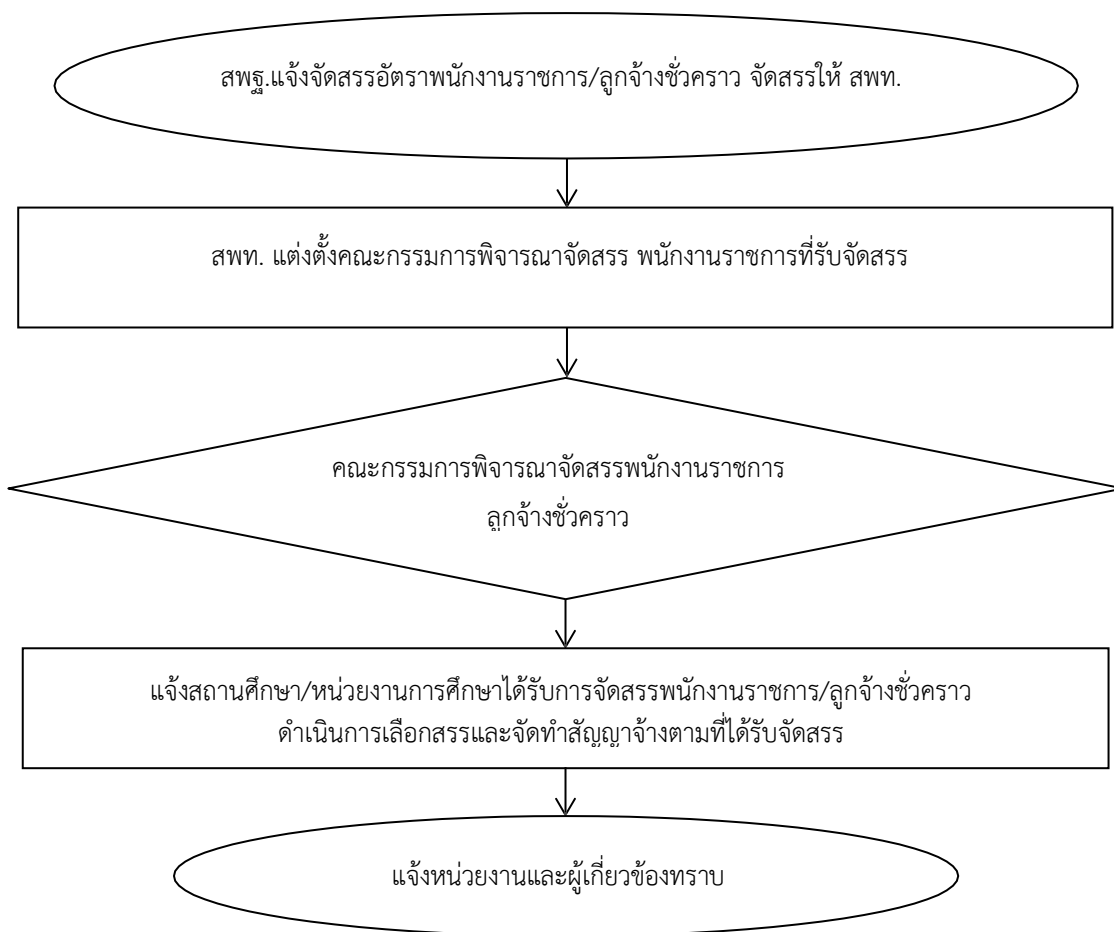 สพฐ.แจ้งจัดสรรอัตราพนักงานราชการ/ลูกจ้างชั่วคราว จัดสรรให้ สพท.
สพท. แต่งตั้งคณะกรรมการพิจารณาจัดสรร พนักงานราชการที่รับจัดสรร
คณะกรรมการพิจารณาจัดสรรพนักงานราชการ
ลูกจ้างชั่วคราว
แจ้งสถานศึกษา/หน่วยงานการศึกษาได้รับการจัดสรรพนักงานราชการ/ลูกจ้างชั่วคราว
ดำเนินการเลือกสรรและจัดทำสัญญาจ้างตามที่ได้รับจัดสรร
แจ้งหน่วยงานและผู้เกี่ยวข้องทราบ